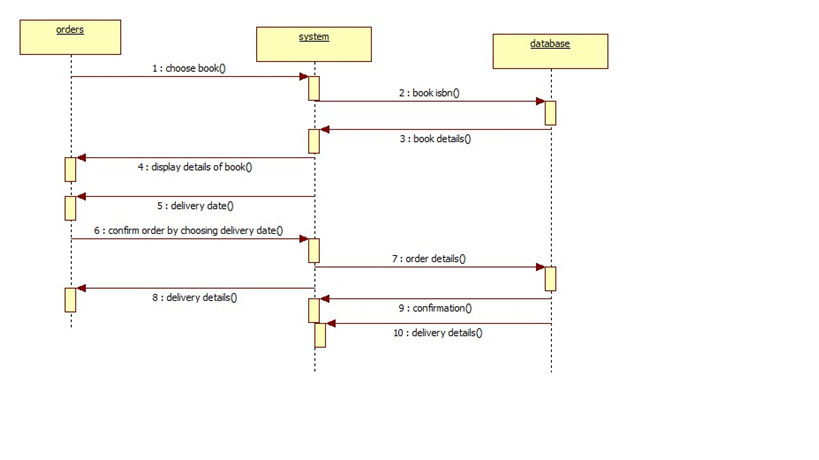 orders
system
database
1 : choose book()
2 : book isbn()
3 : book details()
4 : display details of book()
5 : delivery date()
6 : confirm order by choosing delivery date()
7 : order details()
8 : delivery details()
9 : confirmation()
10 : delivery details()